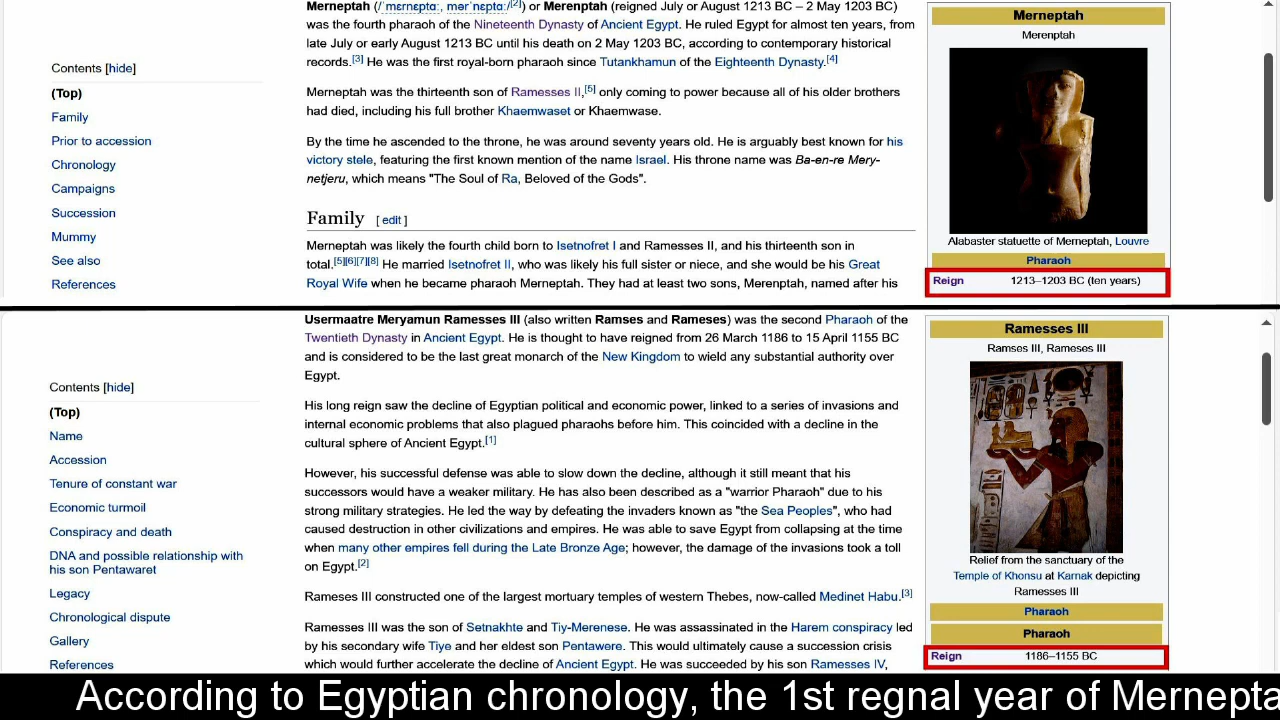 Merneptah (/ˈmɜːrnɛptɑː, mərˈnɛptɑː/[2]) or Merenptah (reigned July or August 1213 BC – 2 May 1203 BC)
was the fourth pharaoh of the Nineteenth Dynasty of Ancient Egypt. He ruled Egypt for almost ten years, from
late July or early August 1213 BC until his death on 2 May 1203 BC, according to contemporary historical
records.[3] He was the first royal-born pharaoh since Tutankhamun of the Eighteenth Dynasty.[4]
Merneptah was the thirteenth son of Ramesses II,[5] only coming to power because all of his older brothers
had died, including his full brother Khaemwaset or Khaemwase.
By the time he ascended to the throne, he was around seventy years old. He is arguably best known for his
victory stele, featuring the first known mention of the name Israel. His throne name was Ba-en-re Mery-
netjeru, which means "The Soul of Ra, Beloved of the Gods".
Family [ edit ]
Merneptah was likely the fourth child born to Isetnofret I and Ramesses II, and his thirteenth son in
total.[5][6][7][8] He married Isetnofret II, who was likely his full sister or niece, and she would be his Great
Royal Wife when he became pharaoh Merneptah. They had at least two sons, Merenptah, named after his
Contents [hide]
(Top)
Family
Prior to accession
Chronology
Campaigns
Succession
Mummy
See also
References
Merneptah
Merenptah
Alabaster statuette of Merneptah, Louvre
Pharaoh
Reign 1213–1203 BC (ten years)
Usermaatre Meryamun Ramesses III (also written Ramses and Rameses) was the second Pharaoh of the
Twentieth Dynasty in Ancient Egypt. He is thought to have reigned from 26 March 1186 to 15 April 1155 BC
and is considered to be the last great monarch of the New Kingdom to wield any substantial authority over
Egypt.
His long reign saw the decline of Egyptian political and economic power, linked to a series of invasions and
internal economic problems that also plagued pharaohs before him. This coincided with a decline in the
cultural sphere of Ancient Egypt.[1]
However, his successful defense was able to slow down the decline, although it still meant that his
successors would have a weaker military. He has also been described as a "warrior Pharaoh" due to his
strong military strategies. He led the way by defeating the invaders known as "the Sea Peoples", who had
caused destruction in other civilizations and empires. He was able to save Egypt from collapsing at the time
when many other empires fell during the Late Bronze Age; however, the damage of the invasions took a toll
on Egypt.[2]
Rameses III constructed one of the largest mortuary temples of western Thebes, now-called Medinet Habu.[3]
Ramesses III was the son of Setnakhte and Tiy-Merenese. He was assassinated in the Harem conspiracy led
by his secondary wife Tiye and her eldest son Pentawere. This would ultimately cause a succession crisis
which would further accelerate the decline of Ancient Egypt. He was succeeded by his son Ramesses IV,
Contents [hide]
(Top)
Name
Accession
Tenure of constant war
Economic turmoil
Conspiracy and death
DNA and possible relationship with
his son Pentawaret
Legacy
Chronological dispute
Gallery
References
Ramesses III
Ramses III, Rameses III
Relief from the sanctuary of the
Temple of Khonsu at Karnak depicting
Ramesses III
Pharaoh
Pharaoh
Reign 1186–1155 BC
According to Egyptian chronology, the 1st regnal year of Mernepta